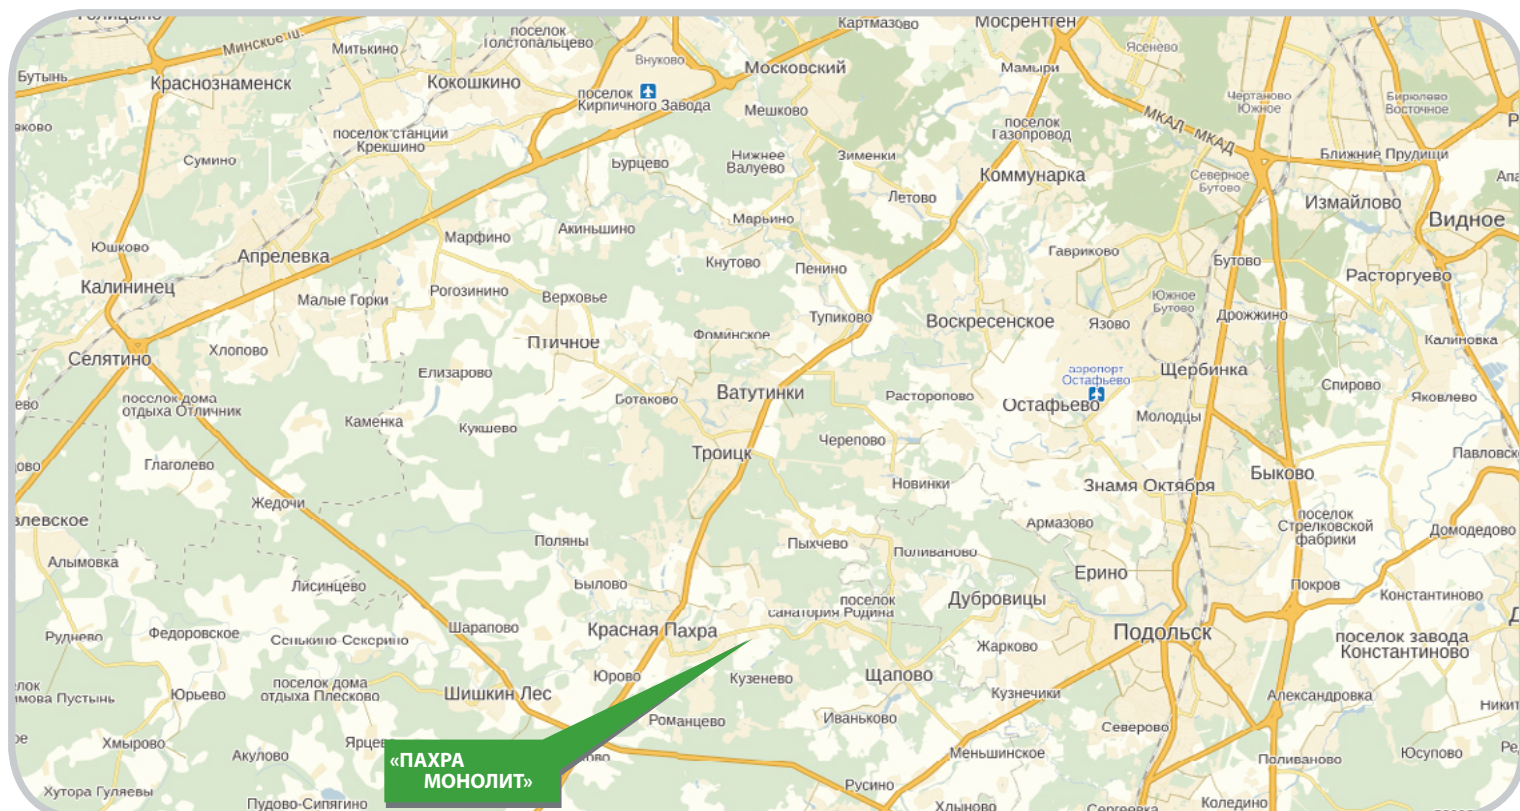 Минское ш.
Митькино
поселок
Толстопальцево
Картмазово
Мосрентген
Бутынь
Краснознаменск
Кокошкино
Внуково
поселок
Кирпичного Завода
Московский
Мамыри
Ясенево
Мешково
Чертаново
Южное
Бирюлево
Восточное
поселок станции
Крекшино
поселок
Газопровод
МКАД
МКАД
Сумино
Бурцево
Нижнее
Валуево
Зименки
Коммунарка
Северное
Бутово
Ближние Прудищи
Летово
Измайлово
Видное
Юшково
Апрелевка
Марфино
Акиньшино
Марьино
Гавриково
Бутово
Расторгуево
Калининец
Малые Горки
Рогозинино
Верховье
Кнутово
Пенино
Южное
Бутово
Тупиково
Воскресенское
Язово
Дрожжино
Калиновка
Селятино
Хлопово
Птичное
Фоминское
Щербинка
Елизарово
аэропорт
Остафьево
Спирово
поселок дома
отдыха Отличник
Ботаково
Ватутинки
Расторопово
Остафьево
Молодцы
Яковлево
Каменка
Кукшево
Троицк
Черепово
Глаголево
Новинки
Знамя Октября
Быково
Жедочи
Армазово
поселок
Стрелковской
фабрики
Домодедово
Алымовка
Поляны
Пыхчево
Поливаново
Лисинцево
Былово
поселок
санатория Родина
Дубровицы
Ерино
Покров
Константиново
Руднево
Федоровское
Сенькино-Секерино
Шарапово
Красная Пахра
Жарково
Подольск
поселок завода
Константиново
Юрьево
поселок дома
отдыха Плесково
Шишкин Лес
Юрово
Кузенево
Щапово
Кузнечики
Александровка
Хмырово
Акулово
Романцево
Иваньково
Северово
Меньшинское
Юсупово
«ПАХРА
МОНОЛИТ»
Поливаново
Хутора Гуляевы
Пудово-Сипягино
Русино
Хлыново
Сергеевка
Коледино